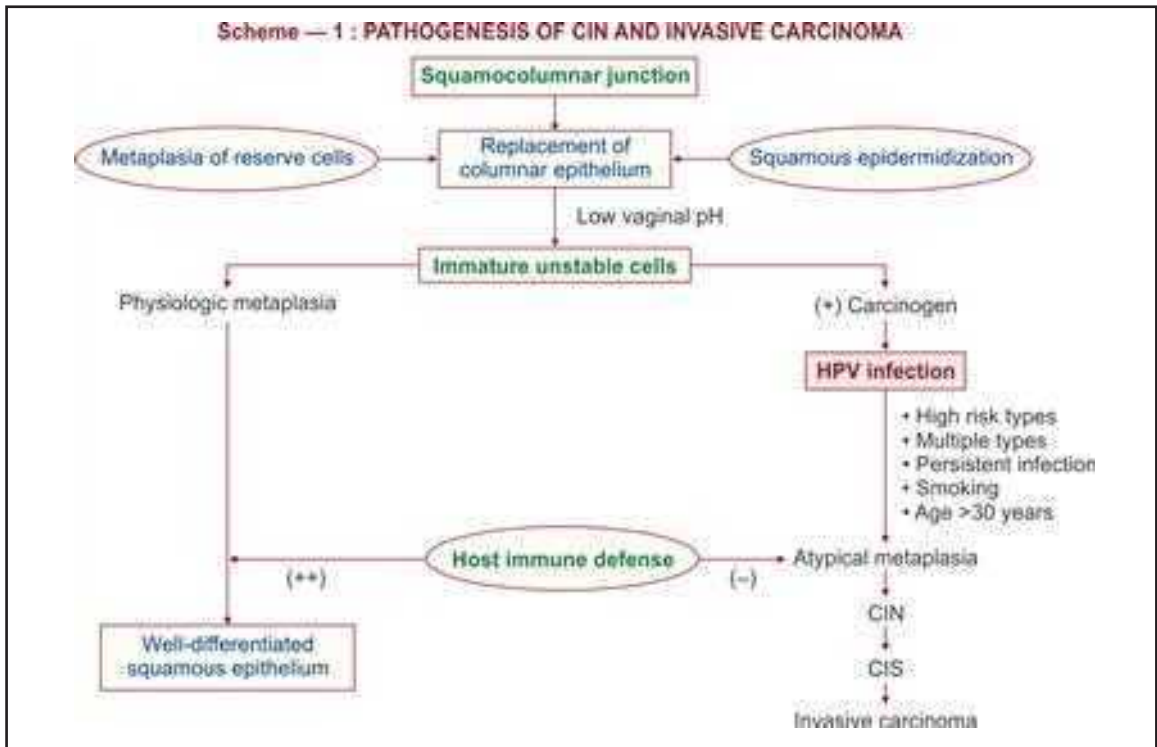 Scheme — 1 : PATHOGENESIS OF CIN AND INVASIVE CARCINOMA
Squamocolumnar junction
Metaplasia of reserve cells
Replacement of
columnar epithelium
Squamous epidermidization
Low vaginal pH
Immature unstable cells
Physiologic metaplasia
(+) Carcinogen
HPV infection
• High risk types
• Multiple types
• Persistent infection
• Smoking
• Age >30 years
Host immune defense
Atypical metaplasia
(++)
(–)
CIN
Well-differentiated
squamous epithelium
CIS
Invasive carcinoma